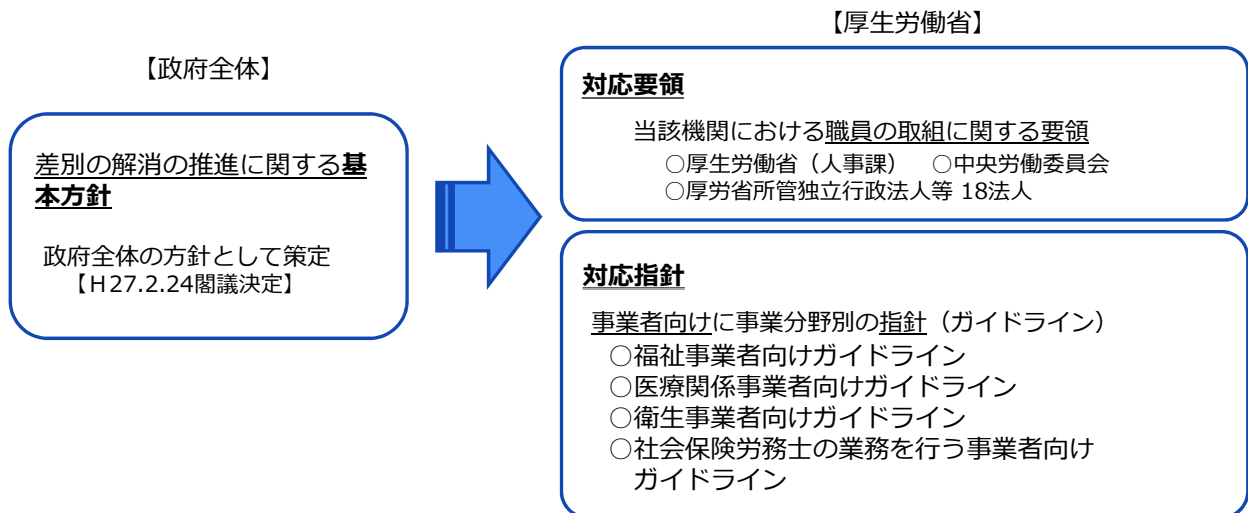 【政府全体】
差別の解消の推進に関する基
本方針
政府全体の方針として策定
【H27.2.24閣議決定】
【厚生労働省】
対応要領
当該機関における職員の取組に関する要領
○厚生労働省（人事課）　○中央労働委員会
○厚労省所管独立行政法人等 18法人
対応指針
事業者向けに事業分野別の指針（ガイドライン）
○福祉事業者向けガイドライン
○医療関係事業者向けガイドライン
○衛生事業者向けガイドライン
○社会保険労務士の業務を行う事業者向け
ガイドライン